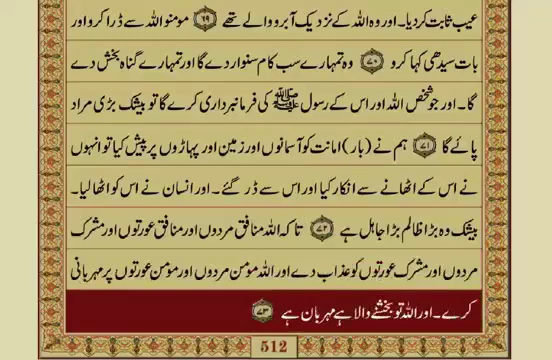 عیب ثابت کردیا۔ اور وہ اللہ کے نزدیک آبرو والے تھے ۶۹ مومنو اللہ سے ڈرا کرو اور
بات سیدھی کہا کرو ۷۰ وہ تمہارے سب کام سنوار دے گا اور تمہارے گناہ بخش دے
گا۔ اور جو شخص اللہ اور اس کے رسول ﷺ کی فرمانبرداری کرے گا تو بیشک بڑی مراد
پائے گا ۷۱ ہم نے (بار) امانت کو آسمانوں اور زمین اور پہاڑوں پر پیش کیا تو انہوں
نے اس کے اٹھانے سے انکار کیا اور اس سے ڈر گئے۔ اور انسان نے اس کو اٹھا لیا۔
بیشک وہ بڑا ظالم بڑا جاہل ہے ۷۲ تاکہ اللہ منافق مردوں اور منافق عورتوں اور مشرک
مردوں اور مشرک عورتوں کو عذاب دے اور اللہ مومن مردوں اور مومن عورتوں پر مہربانی
کرے۔ اور اللہ تو بخشنے والا ہے مہربان ہے ۷۳
512